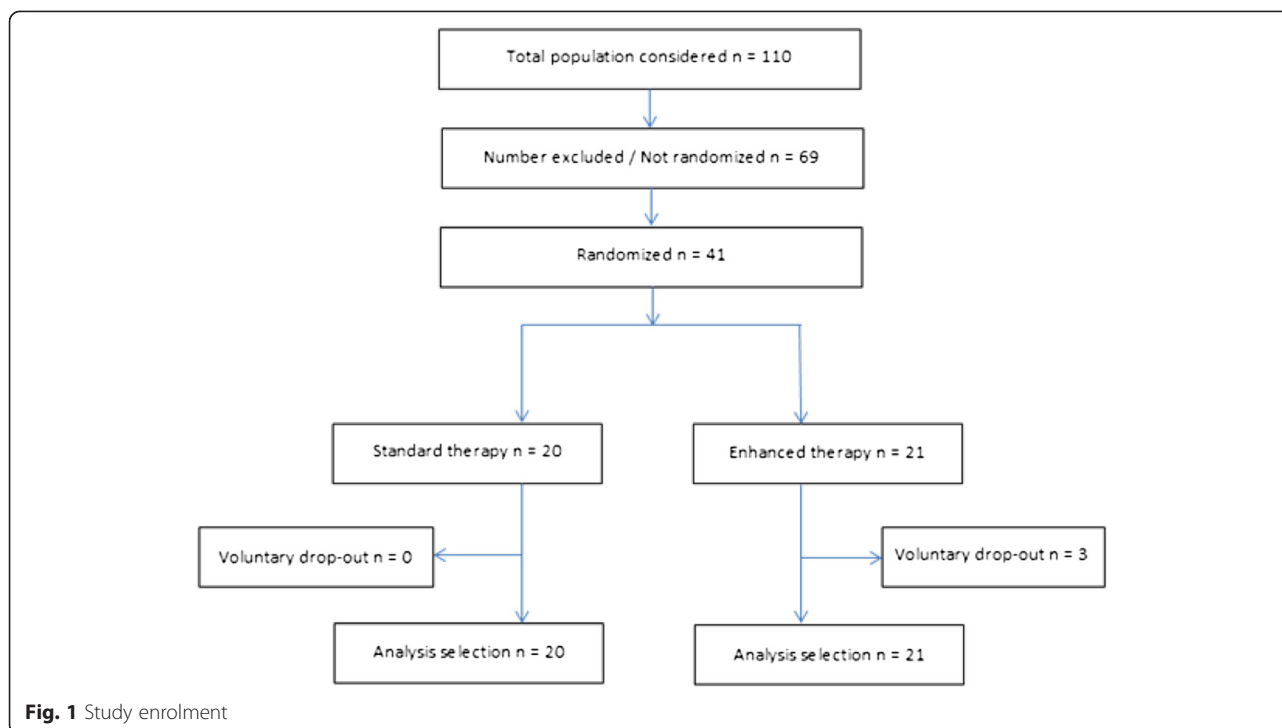 Total population considered n = 110
Number excluded / Not randomized n = 69
Randomized n = 41
Standard therapy n = 20
Enhanced therapy n = 21
Voluntary drop-out n = 0
Voluntary drop-out n = 3
Analysis selection n = 20
Analysis selection n = 21
Fig. 1 Study enrolment